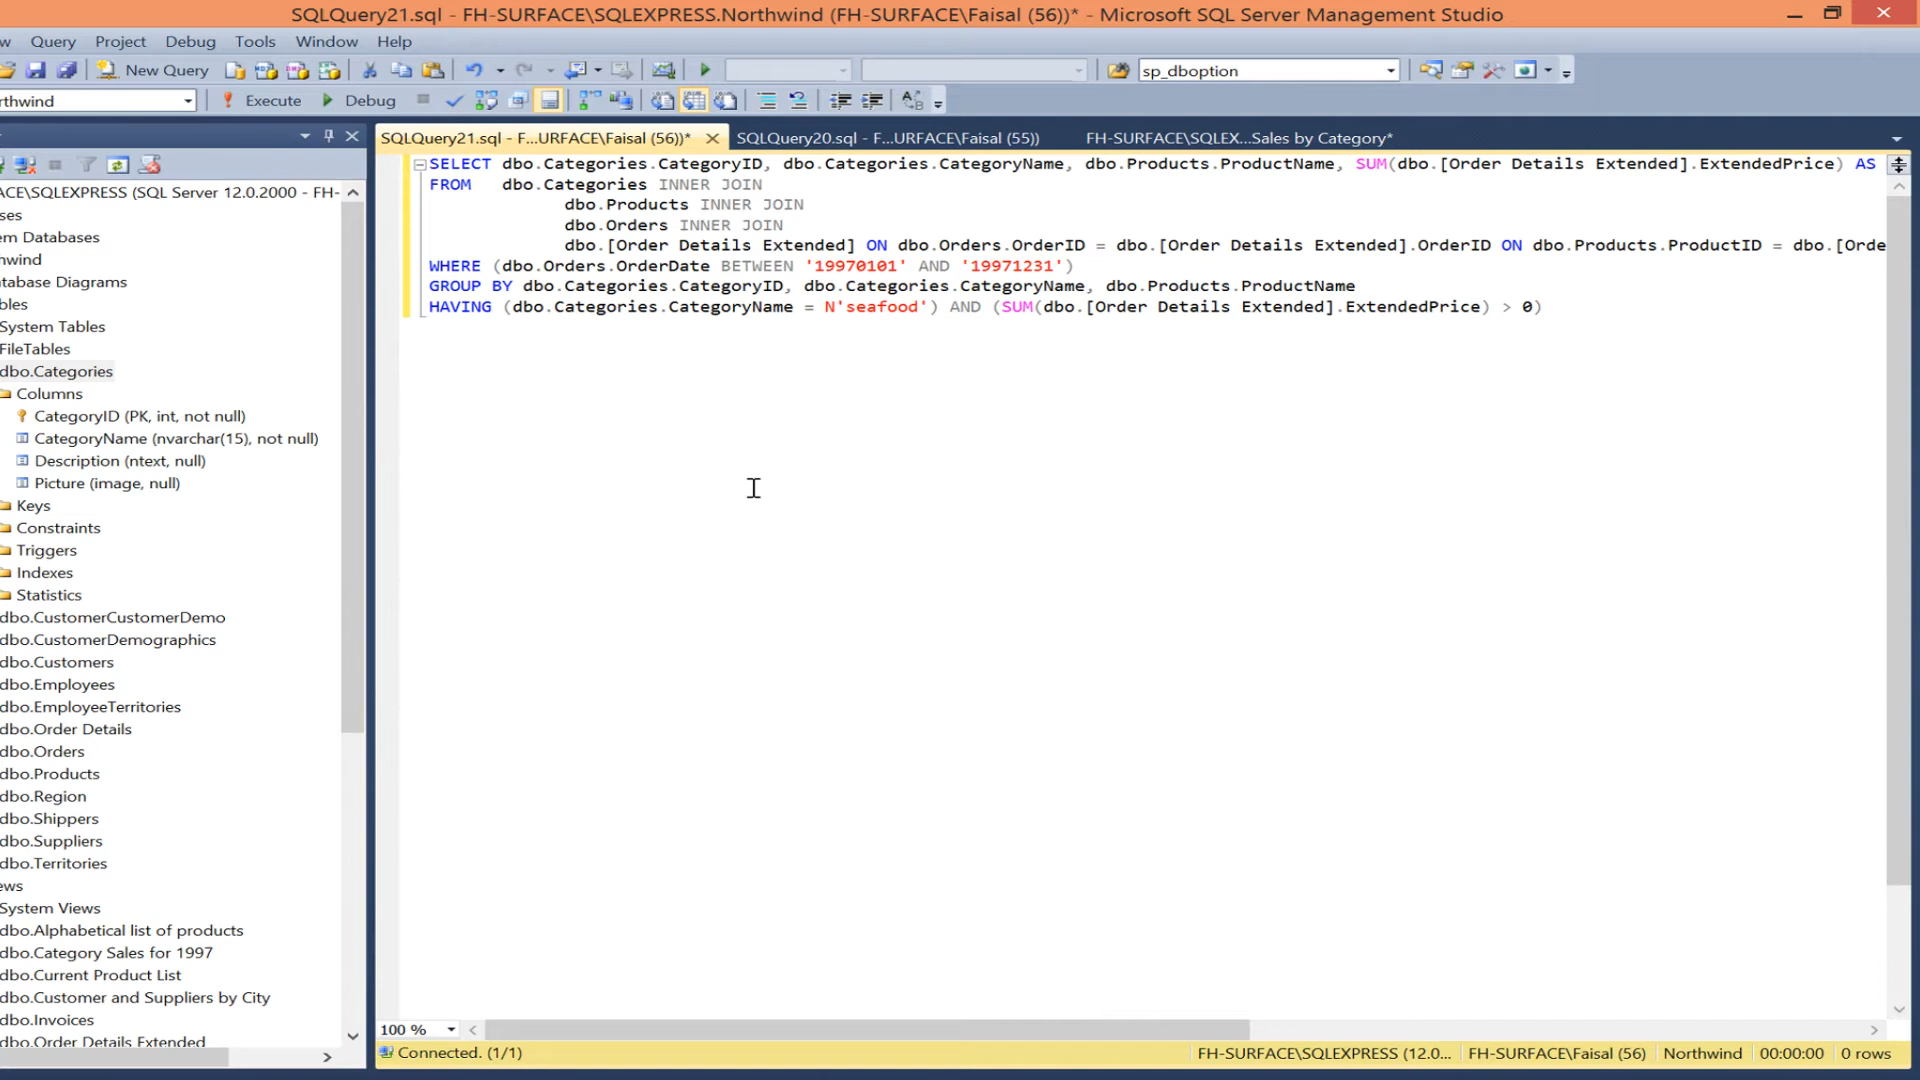 SQLQuery21.sql - FH-SURFACE\SQLEXPRESS.Northwind (FH-SURFACE\Faisal (56))* - Microsoft SQL Server Management Studio
w Query Project Debug Tools Window Help
New Query sp_dboption
rthwind Execute Debug
SQLQuery21.sql - F...URFACE\Faisal (56))* SQLQuery20.sql - F...URFACE\Faisal (55)) FH-SURFACE\SQLEX...Sales by Category*
SELECT dbo.Categories.CategoryID, dbo.Categories.CategoryName, dbo.Products.ProductName, SUM(dbo.[Order Details Extended].ExtendedPrice) AS
FROM dbo.Categories INNER JOIN
dbo.Products INNER JOIN
dbo.Orders INNER JOIN
dbo.[Order Details Extended] ON dbo.Orders.OrderID = dbo.[Order Details Extended].OrderID ON dbo.Products.ProductID = dbo.[Orde
WHERE (dbo.Orders.OrderDate BETWEEN '19970101' AND '19971231')
GROUP BY dbo.Categories.CategoryID, dbo.Categories.CategoryName, dbo.Products.ProductName
HAVING (dbo.Categories.CategoryName = N'seafood') AND (SUM(dbo.[Order Details Extended].ExtendedPrice) > 0)
ACE\SQLEXPRESS (SQL Server 12.0.2000 - FH-
ses
em Databases
hwind
atabase Diagrams
bles
System Tables
FileTables
dbo.Categories
Columns
CategoryID (PK, int, not null)
CategoryName (nvarchar(15), not null)
Description (ntext, null)
Picture (image, null)
Keys
Constraints
Triggers
Indexes
Statistics
dbo.CustomerCustomerDemo
dbo.CustomerDemographics
dbo.Customers
dbo.Employees
dbo.EmployeeTerritories
dbo.Order Details
dbo.Orders
dbo.Products
dbo.Region
dbo.Shippers
dbo.Suppliers
dbo.Territories
ews
System Views
dbo.Alphabetical list of products
dbo.Category Sales for 1997
dbo.Current Product List
dbo.Customer and Suppliers by City
dbo.Invoices
dbo.Order Details Extended
100 %
Connected. (1/1) FH-SURFACE\SQLEXPRESS (12.0... FH-SURFACE\Faisal (56) Northwind 00:00:00 0 rows